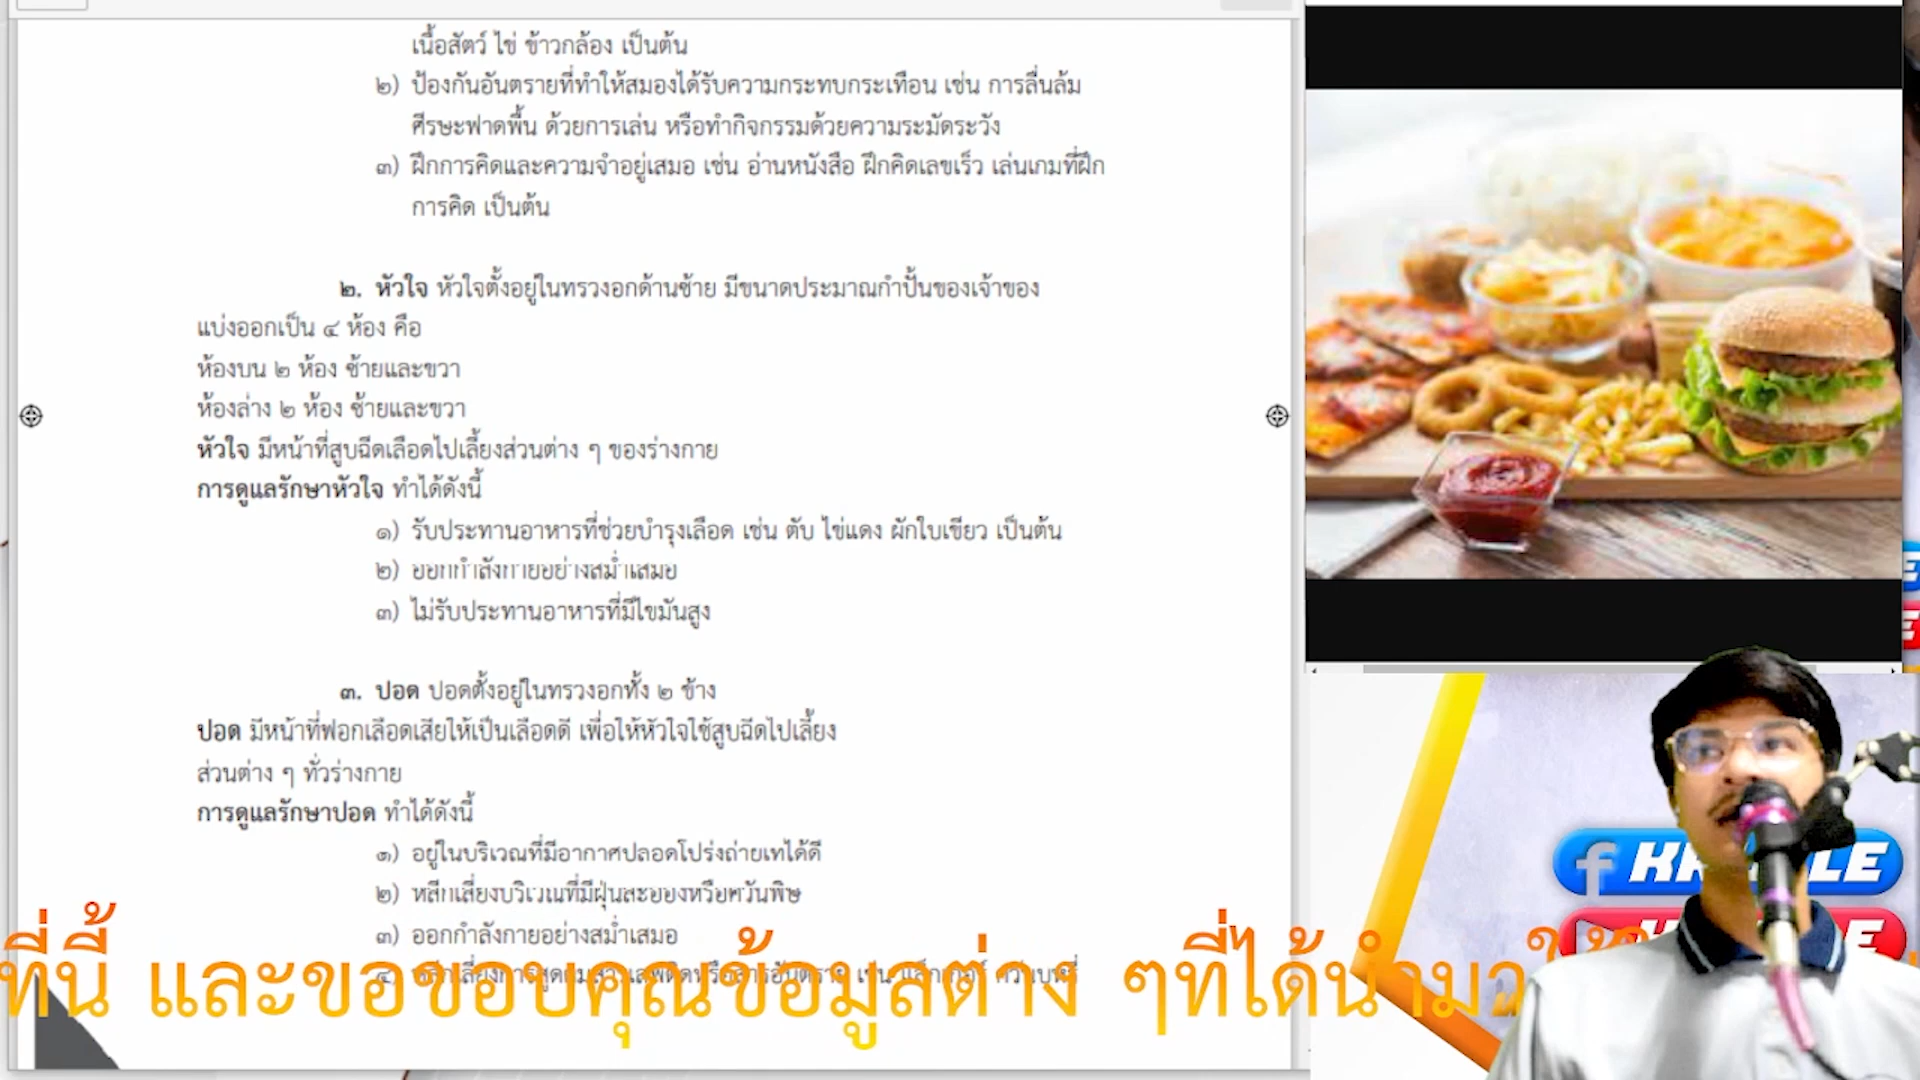 เนื้อสัตว์ ไข่ ข้าวกล้อง เป็นต้น
๒) ป้องกันอันตรายที่ทำให้สมองได้รับความกระทบกระเทือน เช่น การลื่นล้ม
ศีรษะฟาดพื้น ด้วยการเล่น หรือทำกิจกรรมด้วยความระมัดระวัง
๓) ฝึกการคิดและความจำอยู่เสมอ เช่น อ่านหนังสือ ฝึกคิดเลขเร็ว เล่นเกมที่ฝึก
การคิด เป็นต้น
๒. หัวใจ หัวใจตั้งอยู่ในทรวงอกด้านซ้าย มีขนาดประมาณกำปั้นของเจ้าของ
แบ่งออกเป็น ๔ ห้อง คือ
ห้องบน ๒ ห้อง ซ้ายและขวา
ห้องล่าง ๒ ห้อง ซ้ายและขวา
หัวใจ มีหน้าที่สูบฉีดเลือดไปเลี้ยงส่วนต่าง ๆ ของร่างกาย
การดูแลรักษาหัวใจ ทำได้ดังนี้
๑) รับประทานอาหารที่ช่วยบำรุงเลือด เช่น ตับ ไข่แดง ผักใบเขียว เป็นต้น
๒) ออกกำลังกายอย่างสม่ำเสมอ
๓) ไม่รับประทานอาหารที่มีไขมันสูง
๓. ปอด ปอดตั้งอยู่ในทรวงอกทั้ง ๒ ข้าง
ปอด มีหน้าที่ฟอกเลือดเสียให้เป็นเลือดดี เพื่อให้หัวใจใช้สูบฉีดไปเลี้ยง
ส่วนต่าง ๆ ทั่วร่างกาย
การดูแลรักษาปอด ทำได้ดังนี้
๑) อยู่ในบริเวณที่มีอากาศปลอดโปร่งถ่ายเทได้ดี
๒) หลีกเลี่ยงบริเวณที่มีฝุ่นละอองหรือควันพิษ
๓) ออกกำลังกายอย่างสม่ำเสมอ
ที่นี้ และขอขอบคุณข้อมูลต่าง ๆที่ได้นำมา